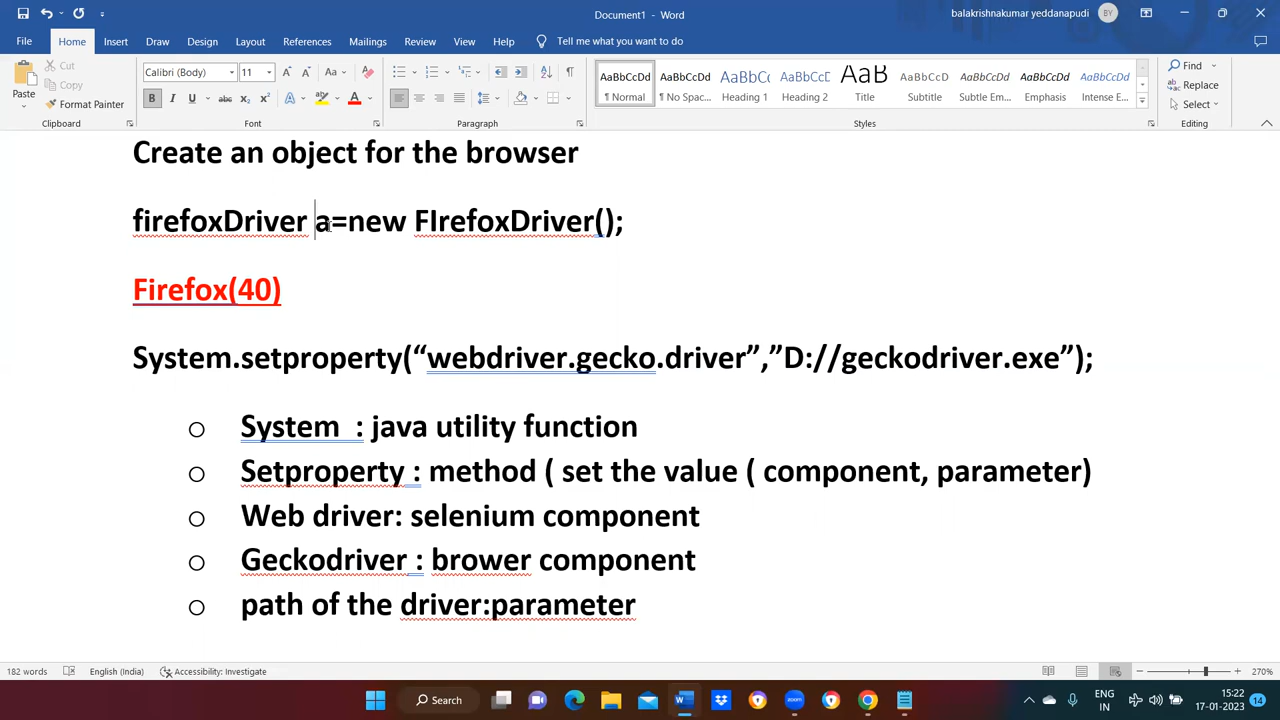 Document1 - Word
balakrishnakumar yeddanapudi
BY
File Home Insert Draw Design Layout References Mailings Review View Help Tell me what you want to do
Cut
Copy
Format Painter
Paste
Calibri (Body) 11
Clipboard Font Paragraph Styles Editing
AaBbCcDd AaBbCcDd AaBbCc AaBbCcC AaB AaBbCcD AaBbCcDd AaBbCcDd AaBbCcDd
¶ Normal ¶ No Spac... Heading 1 Heading 2 Title Subtitle Subtle Em... Emphasis Intense E...
Find
Replace
Select
Create an object for the browser
firefoxDriver a=new FIrefoxDriver();
Firefox(40)
System.setproperty(“webdriver.gecko.driver”,”D://geckodriver.exe”);
o System : java utility function
o Setproperty : method ( set the value ( component, parameter)
o Web driver: selenium component
o Geckodriver : brower component
o path of the driver:parameter
182 words English (India) Accessibility: Investigate 270%
Search
ENG
IN
15:22
17-01-2023
14